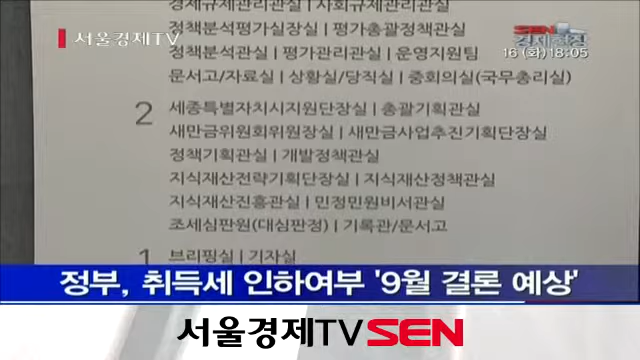 경제규제관리관실 | 사회규제관리관실
서울경제TV
SEN
경제현장
16 (화) 18:05
정책분석평가실장실 | 평가총괄정책관실
정책분석관실 | 평가관리관실 | 운영지원팀
문서고/자료실 | 상황실/당직실 | 중회의실(국무총리실)
2 세종특별자치시지원단장실 | 총괄기획관실
새만금위원회위원장실 | 새만금사업추진기획단장실
정책기획관실 | 개발정책관실
지식재산전략기획단장실 | 지식재산정책관실
지식재산진흥관실 | 민정민원비서관실
조세심판원(대심판정) | 기록관/문서고
1 브리핑실 | 기자실
정부, 취득세 인하여부 '9월 결론 예상'
서울경제TV SEN